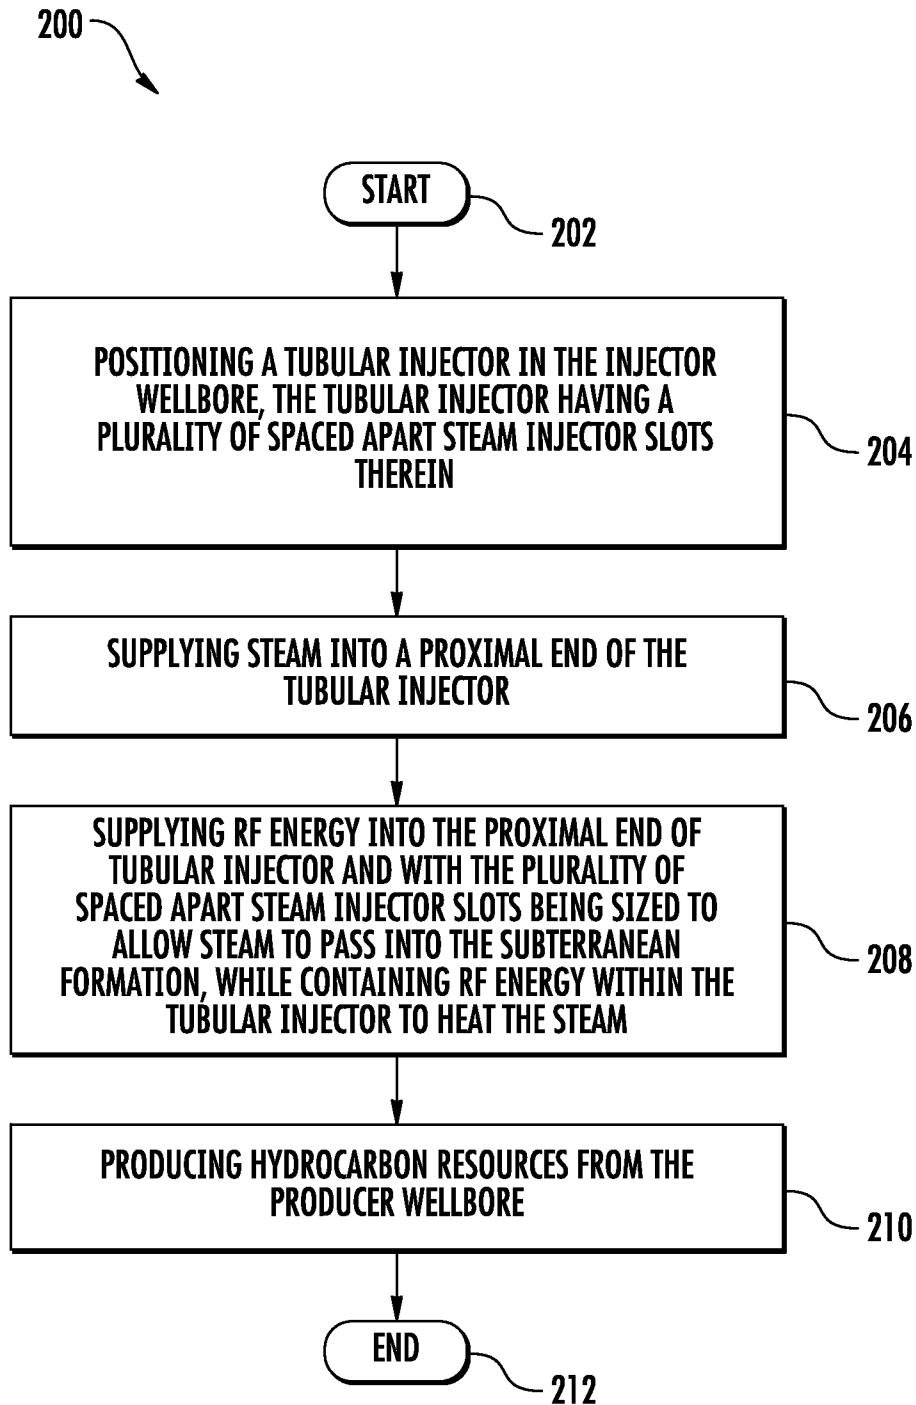 200
START
202
POSITIONING A TUBULAR INJECTOR IN THE INJECTOR
WELLBORE, THE TUBULAR INJECTOR HAVING A
PLURALITY OF SPACED APART STEAM INJECTOR SLOTS
THEREIN
204
SUPPLYING STEAM INTO A PROXIMAL END OF THE
TUBULAR INJECTOR
206
SUPPLYING RF ENERGY INTO THE PROXIMAL END OF
TUBULAR INJECTOR AND WITH THE PLURALITY OF
SPACED APART STEAM INJECTOR SLOTS BEING SIZED TO
ALLOW STEAM TO PASS INTO THE SUBTERRANEAN
FORMATION, WHILE CONTAINING RF ENERGY WITHIN THE
TUBULAR INJECTOR TO HEAT THE STEAM
208
PRODUCING HYDROCARBON RESOURCES FROM THE
PRODUCER WELLBORE
210
END
212